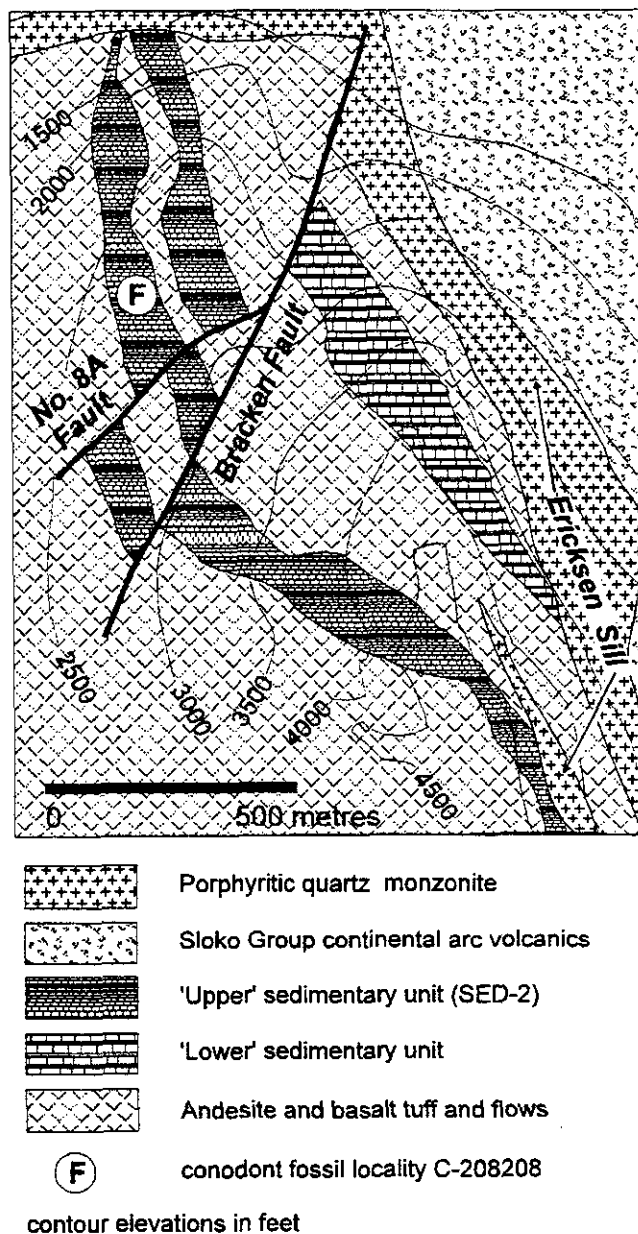 1500
2000
F
No. 8A
Fault
Bracken Fault
Ericksen Sill
2500
3000
3500
4000
4500
0 500 metres
Porphyritic quartz monzonite
Sloko Group continental arc volcanics
'Upper' sedimentary unit (SED-2)
'Lower' sedimentary unit
Andesite and basalt tuff and flows
F conodont fossil locality C-208208
contour elevations in feet